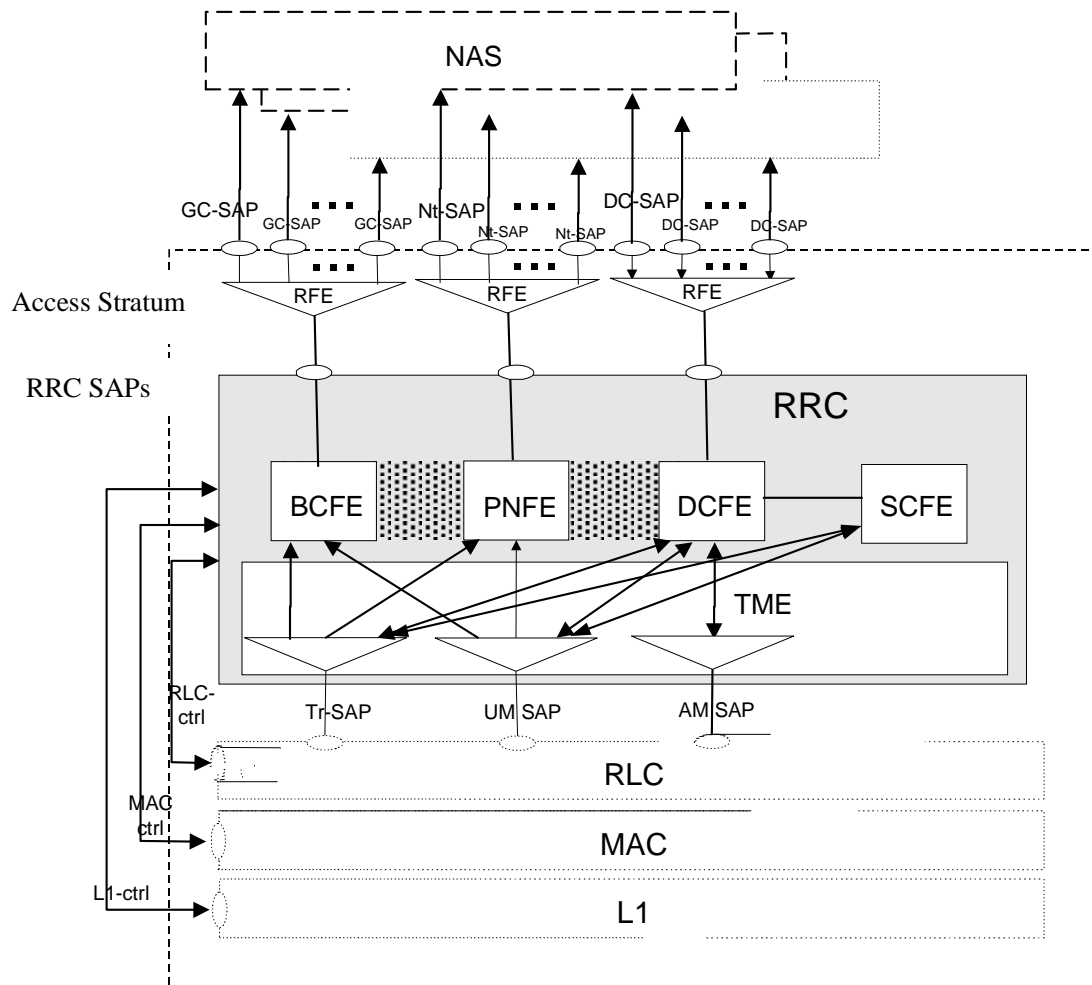 NAS
GC-SAP
GC-SAP
GC-SAP
Nt-SAP
Nt-SAP
Nt-SAP
DC-SAP
DC-SAP
DC-SAP
Access Stratum
RFE
RFE
RFE
RRC SAPs
RRC
BCFE
PNFE
DCFE
SCFE
TME
RLC-
ctrl
Tr-SAP
UM SAP
AM SAP
RLC
MAC
ctrl
MAC
L1-ctrl
L1